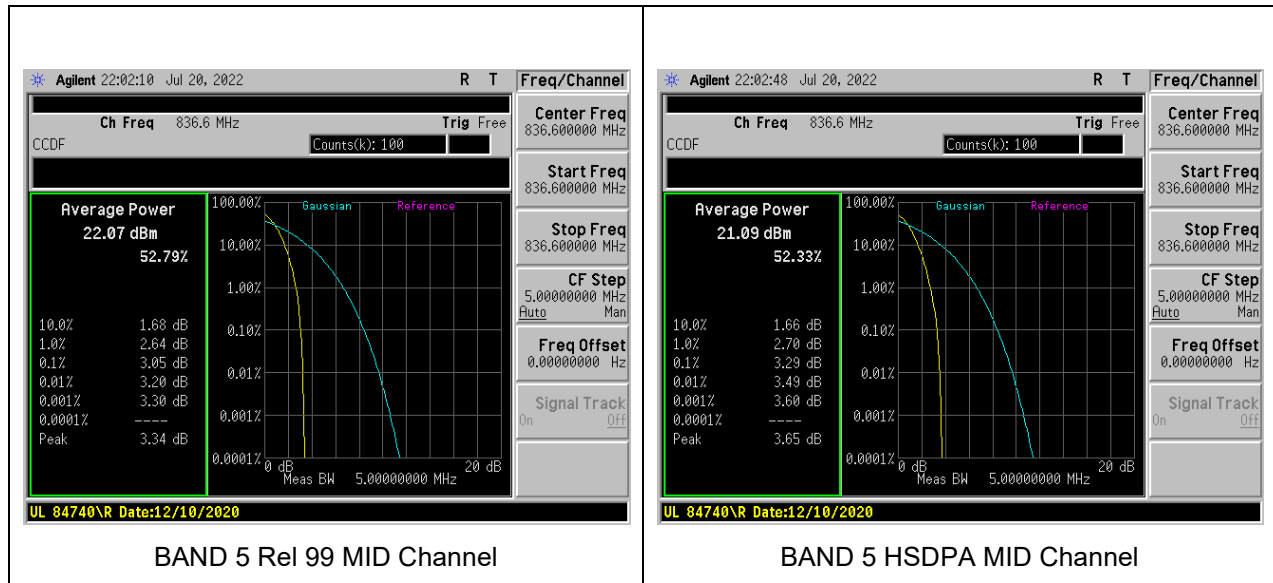 Agilent 22:02:10 Jul 20, 2022 R T Freq/Channel
Ch Freq 836.6 MHz Trig Free
CCDF Counts(k): 100
Average Power
22.07 dBm
52.79%
10.0% 1.68 dB
1.0% 2.64 dB
0.1% 3.05 dB
0.01% 3.20 dB
0.001% 3.30 dB
0.0001% ----
Peak 3.34 dB
Gaussian Reference
100.00%
10.00%
1.00%
0.10%
0.01%
0.001%
0.0001%
0 dB 20 dB
Meas BW 5.00000000 MHz
Center Freq
836.600000 MHz
Start Freq
836.600000 MHz
Stop Freq
836.600000 MHz
CF Step
5.00000000 MHz
Auto Man
Freq Offset
0.00000000 Hz
Signal Track
On Off
UL 84740\R Date:12/10/2020
BAND 5 Rel 99 MID Channel
Agilent 22:02:48 Jul 20, 2022 R T Freq/Channel
Ch Freq 836.6 MHz Trig Free
CCDF Counts(k): 100
Average Power
21.09 dBm
52.33%
10.0% 1.66 dB
1.0% 2.70 dB
0.1% 3.29 dB
0.01% 3.49 dB
0.001% 3.60 dB
0.0001% ----
Peak 3.65 dB
Gaussian Reference
100.00%
10.00%
1.00%
0.10%
0.01%
0.001%
0.0001%
0 dB 20 dB
Meas BW 5.00000000 MHz
Center Freq
836.600000 MHz
Start Freq
836.600000 MHz
Stop Freq
836.600000 MHz
CF Step
5.00000000 MHz
Auto Man
Freq Offset
0.00000000 Hz
Signal Track
On Off
UL 84740\R Date:12/10/2020
BAND 5 HSDPA MID Channel